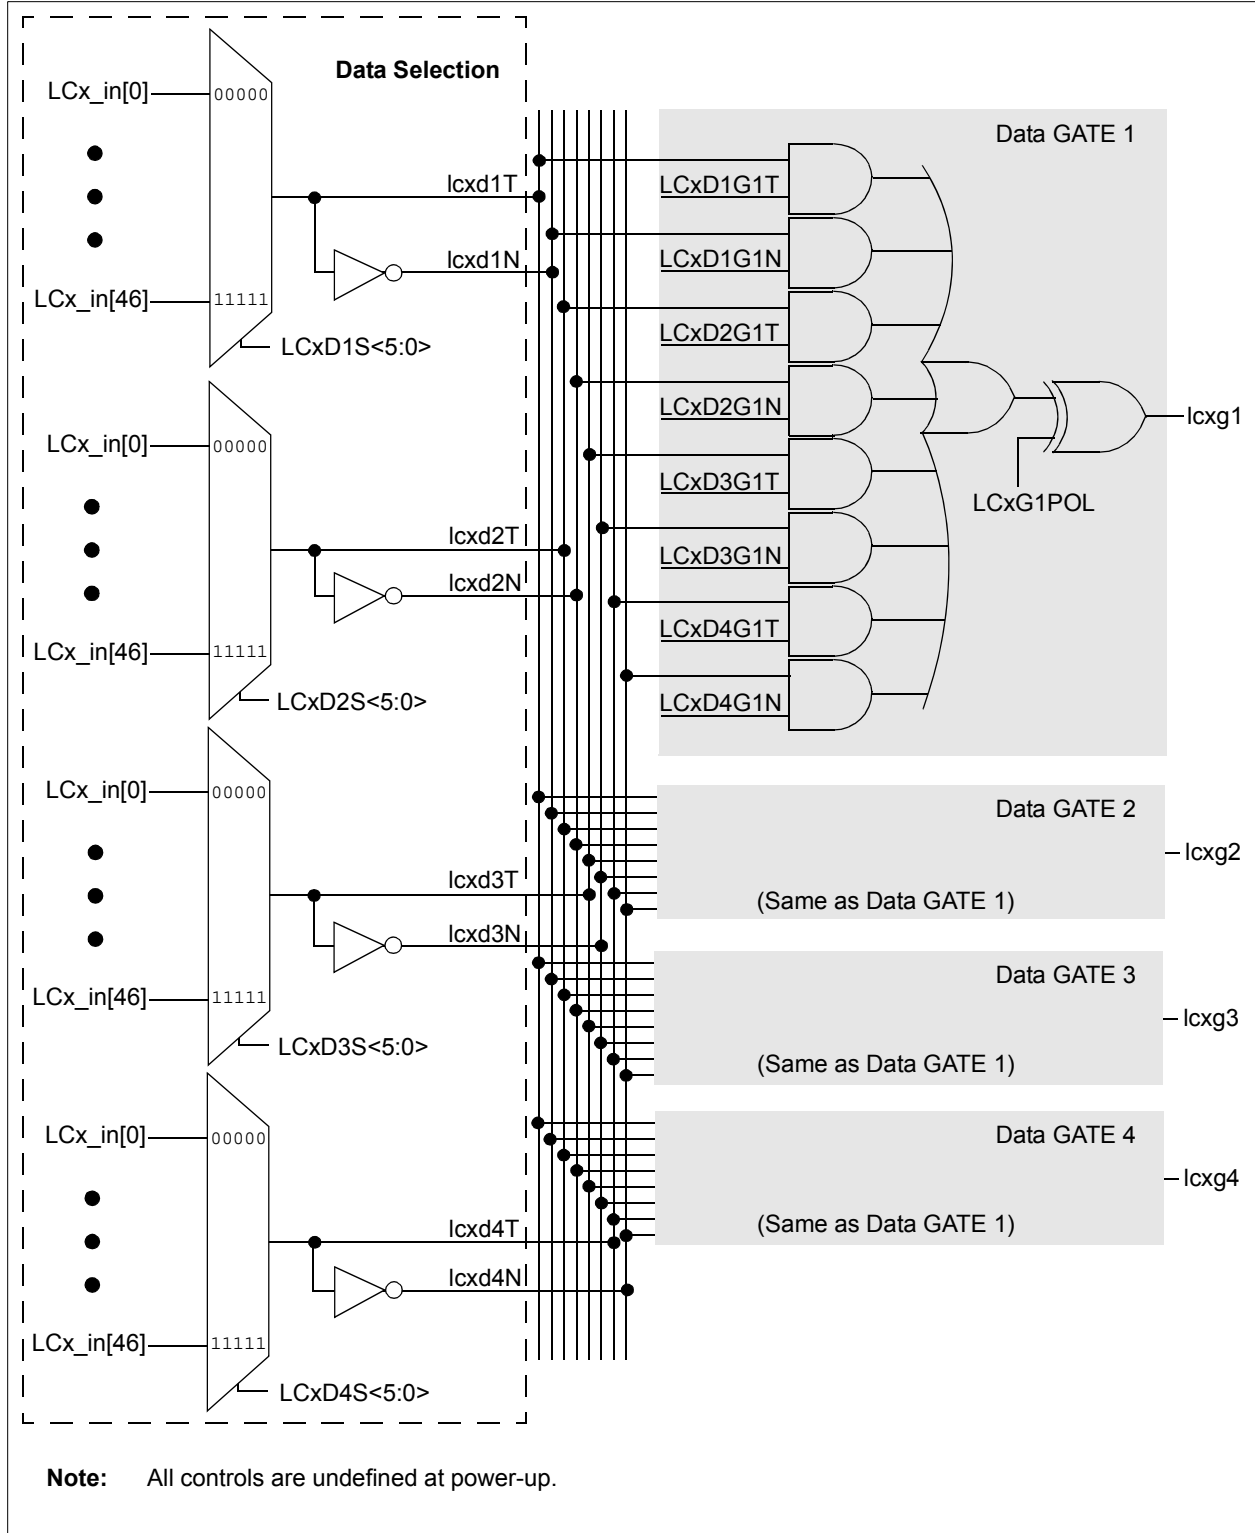 Data Selection
LCx_in[0]
00000
lcxd1T
lcxd1N
LCx_in[46]
11111
LCxD1S<5:0>
LCx_in[0]
00000
lcxd2T
lcxd2N
LCx_in[46]
11111
LCxD2S<5:0>
LCx_in[0]
00000
lcxd3T
lcxd3N
LCx_in[46]
11111
LCxD3S<5:0>
LCx_in[0]
00000
lcxd4T
lcxd4N
LCx_in[46]
11111
LCxD4S<5:0>
Data GATE 1
LCxD1G1T
LCxD1G1N
LCxD2G1T
LCxD2G1N
LCxD3G1T
LCxD3G1N
LCxD4G1T
LCxD4G1N
LCxG1POL
lcxg1
Data GATE 2
(Same as Data GATE 1)
lcxg2
Data GATE 3
(Same as Data GATE 1)
lcxg3
Data GATE 4
(Same as Data GATE 1)
lcxg4
Note: All controls are undefined at power-up.